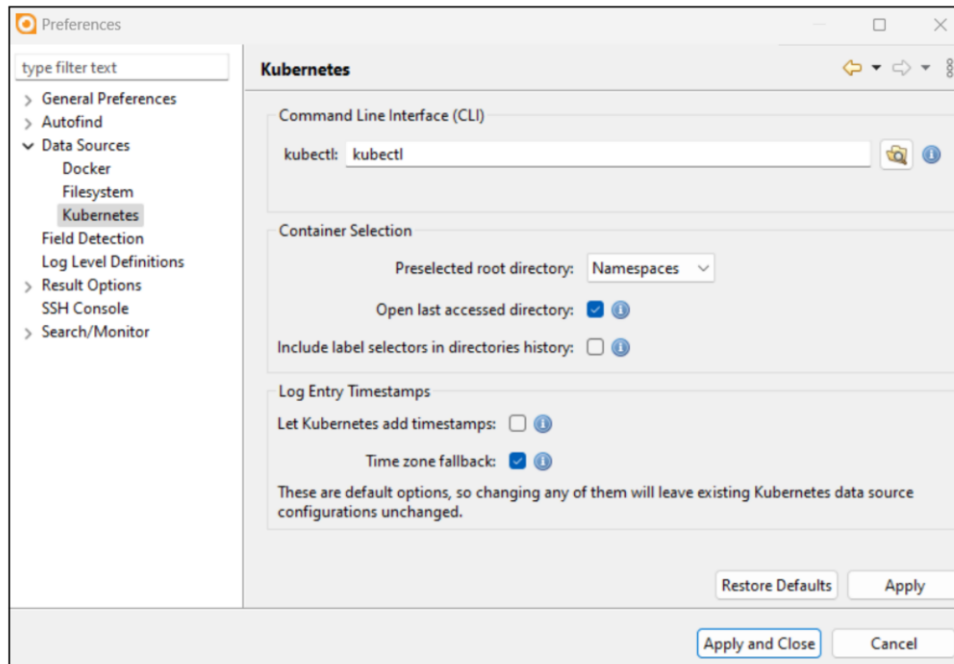 Preferences
type filter text
General Preferences
Autofind
Data Sources
Docker
Filesystem
Kubernetes
Field Detection
Log Level Definitions
Result Options
SSH Console
Search/Monitor
Kubernetes
Command Line Interface (CLI)
kubectl: kubectl
Container Selection
Preselected root directory: Namespaces
Open last accessed directory:
Include label selectors in directories history:
Log Entry Timestamps
Let Kubernetes add timestamps:
Time zone fallback:
These are default options, so changing any of them will leave existing Kubernetes data source
configurations unchanged.
Restore Defaults Apply
Apply and Close Cancel